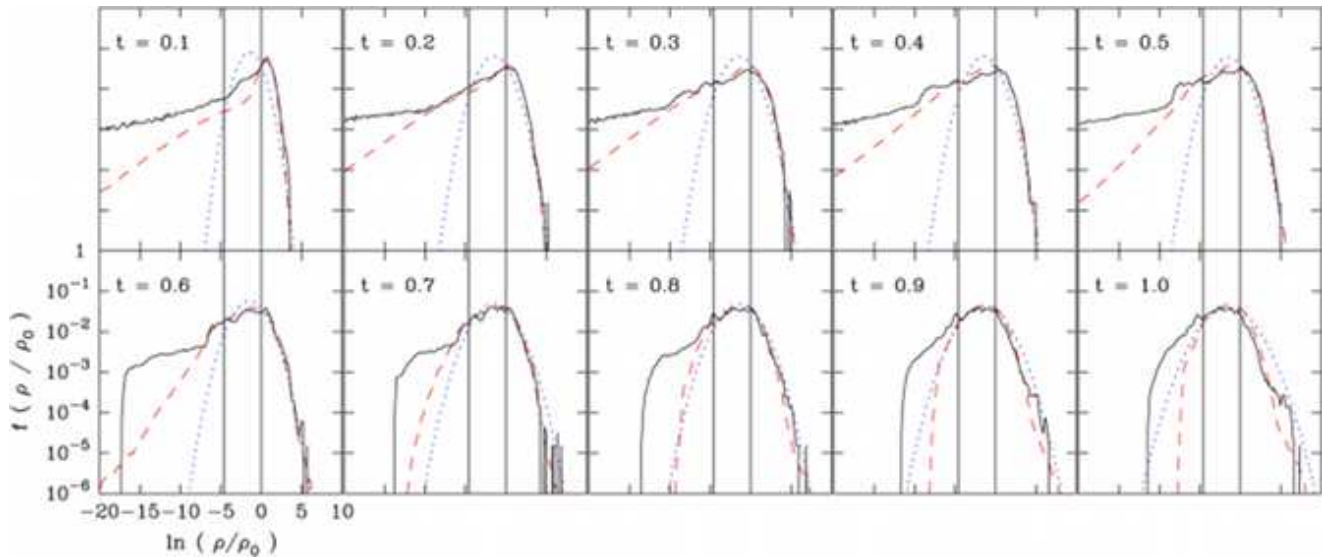 t = 0.1 t = 0.2 t = 0.3 t = 0.4 t = 0.5
1
t = 0.6 t = 0.7 t = 0.8 t = 0.9 t = 1.0
10⁻¹
10⁻²
10⁻³
10⁻⁴
10⁻⁵
10⁻⁶
f ( ρ / ρ₀ )
-20 -15 -10 -5 0 5 10
ln ( ρ/ρ₀ )